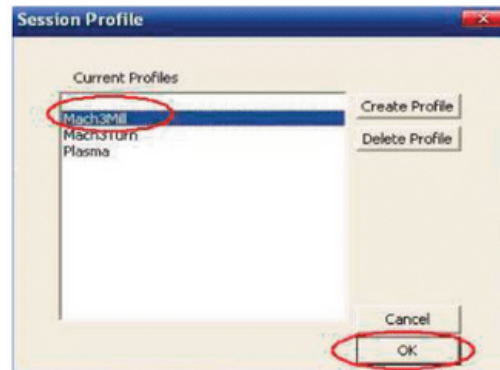 Session Profile
Current Profiles
Mach3Mill
Mach3Turn
Plasma
Create Profile
Delete Profile
Cancel
OK